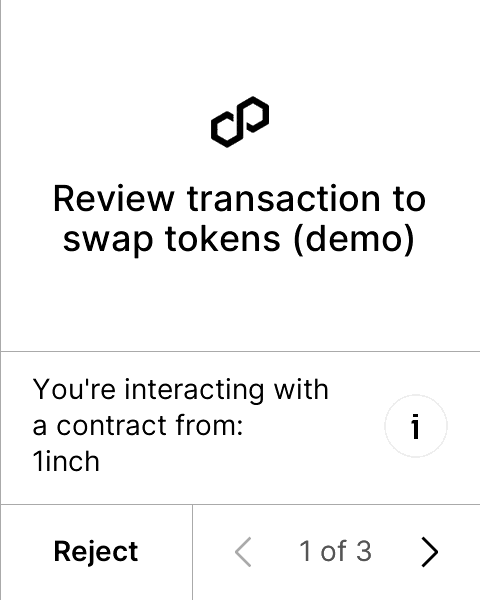 Review transaction to
swap tokens (demo)
You're interacting with
a contract from:
1inch
i
Reject
1 of 3